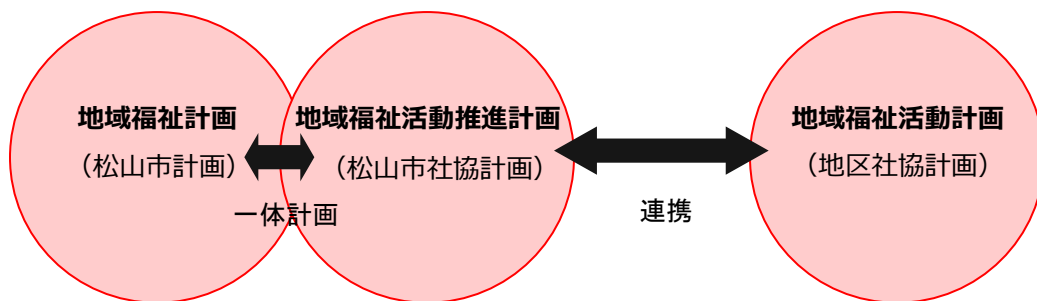 地域福祉計画
（松山市計画）
地域福祉活動推進計画
（松山市社協計画）
一体計画
連携
地域福祉活動計画
（地区社協計画）